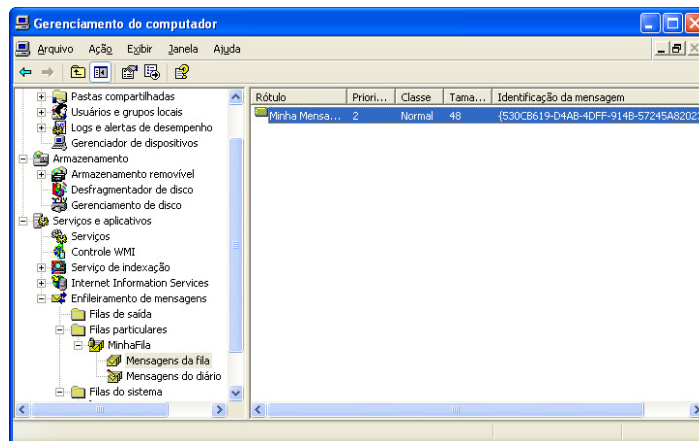 Gerenciamento do computador
Arquivo Ação Exibir Janela Ajuda
Pastas compartilhadas
Usuários e grupos locais
Logs e alertas de desempenho
Gerenciador de dispositivos
Armazenamento
Armazenamento removível
Desfragmentador de disco
Gerenciamento de disco
Serviços e aplicativos
Serviços
Controle WMI
Serviço de indexação
Internet Information Services
Enfileiramento de mensagens
Filas de saída
Filas particulares
MinhaFila
Mensagens da fila
Mensagens do diário
Filas do sistema
Rótulo Priori... Classe Tama... Identificação da mensagem
Minha Mensa... 2 Normal 48 {530CB619-D4AB-4DFF-914B-57245A8202